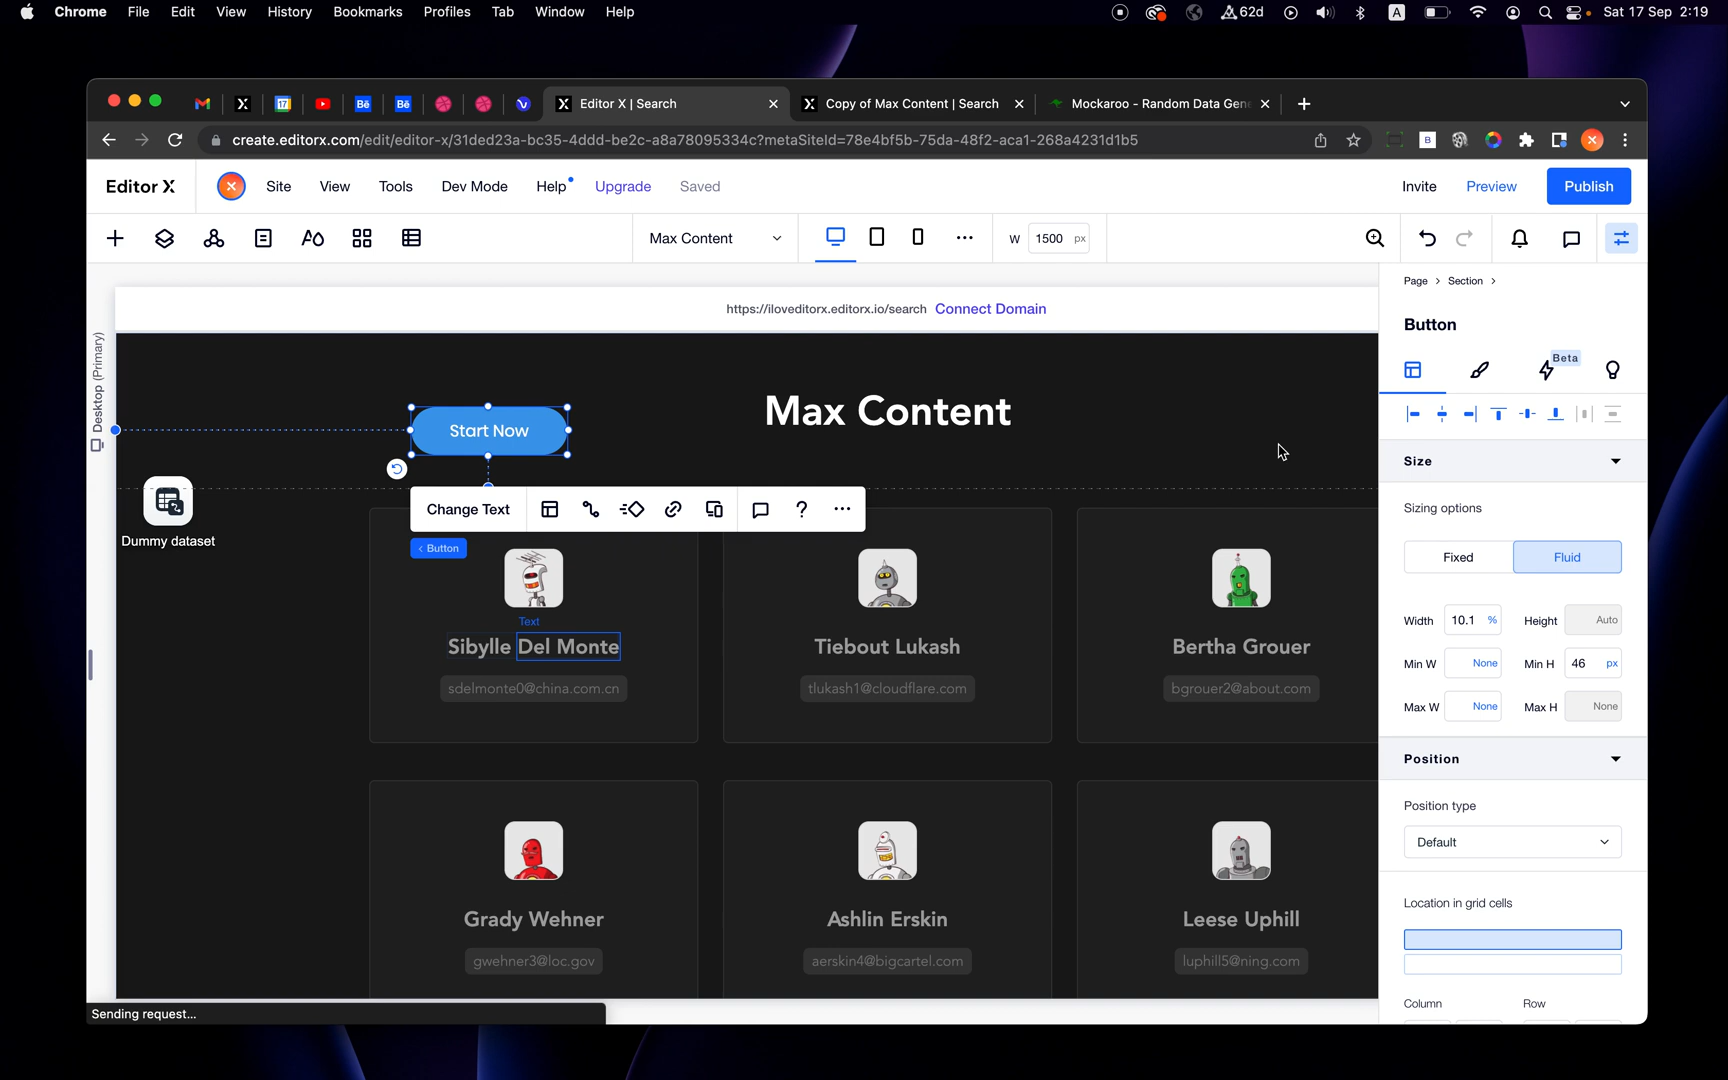 Chrome File Edit View History Bookmarks Profiles Tab Window Help
62d A Sat 17 Sep 2:19
17 Bē Bē Editor X | Search Copy of Max Content | Search Mockaroo - Random Data Gene
create.editorx.com/edit/editor-x/31ded23a-bc35-4ddd-be2c-a8a78095334c?metaSiteId=78e4bf5b-75da-48f2-aca1-268a4231d1b5
Editor X Site View Tools Dev Mode Help Upgrade Saved Invite Preview Publish
Max Content W 1500 px
https://iloveditorx.editorx.io/search Connect Domain
Desktop (Primary)
Max Content
Start Now
Change Text
Button
Dummy dataset
Text
Sibylle Del Monte Tiebout Lukash Bertha Grouer
sdelmonte0@china.com.cn tlukash1@cloudflare.com bgrouer2@about.com
Grady Wehner Ashlin Erskin Leese Uphill
gwehner3@loc.gov aerskin4@bigcartel.com luphill5@ning.com
Sending request...
Page > Section >
Button
Beta
Size
Sizing options
Fixed Fluid
Width 10.1 % Height Auto
Min W None Min H 46 px
Max W None Max H None
Position
Position type
Default
Location in grid cells
Column Row